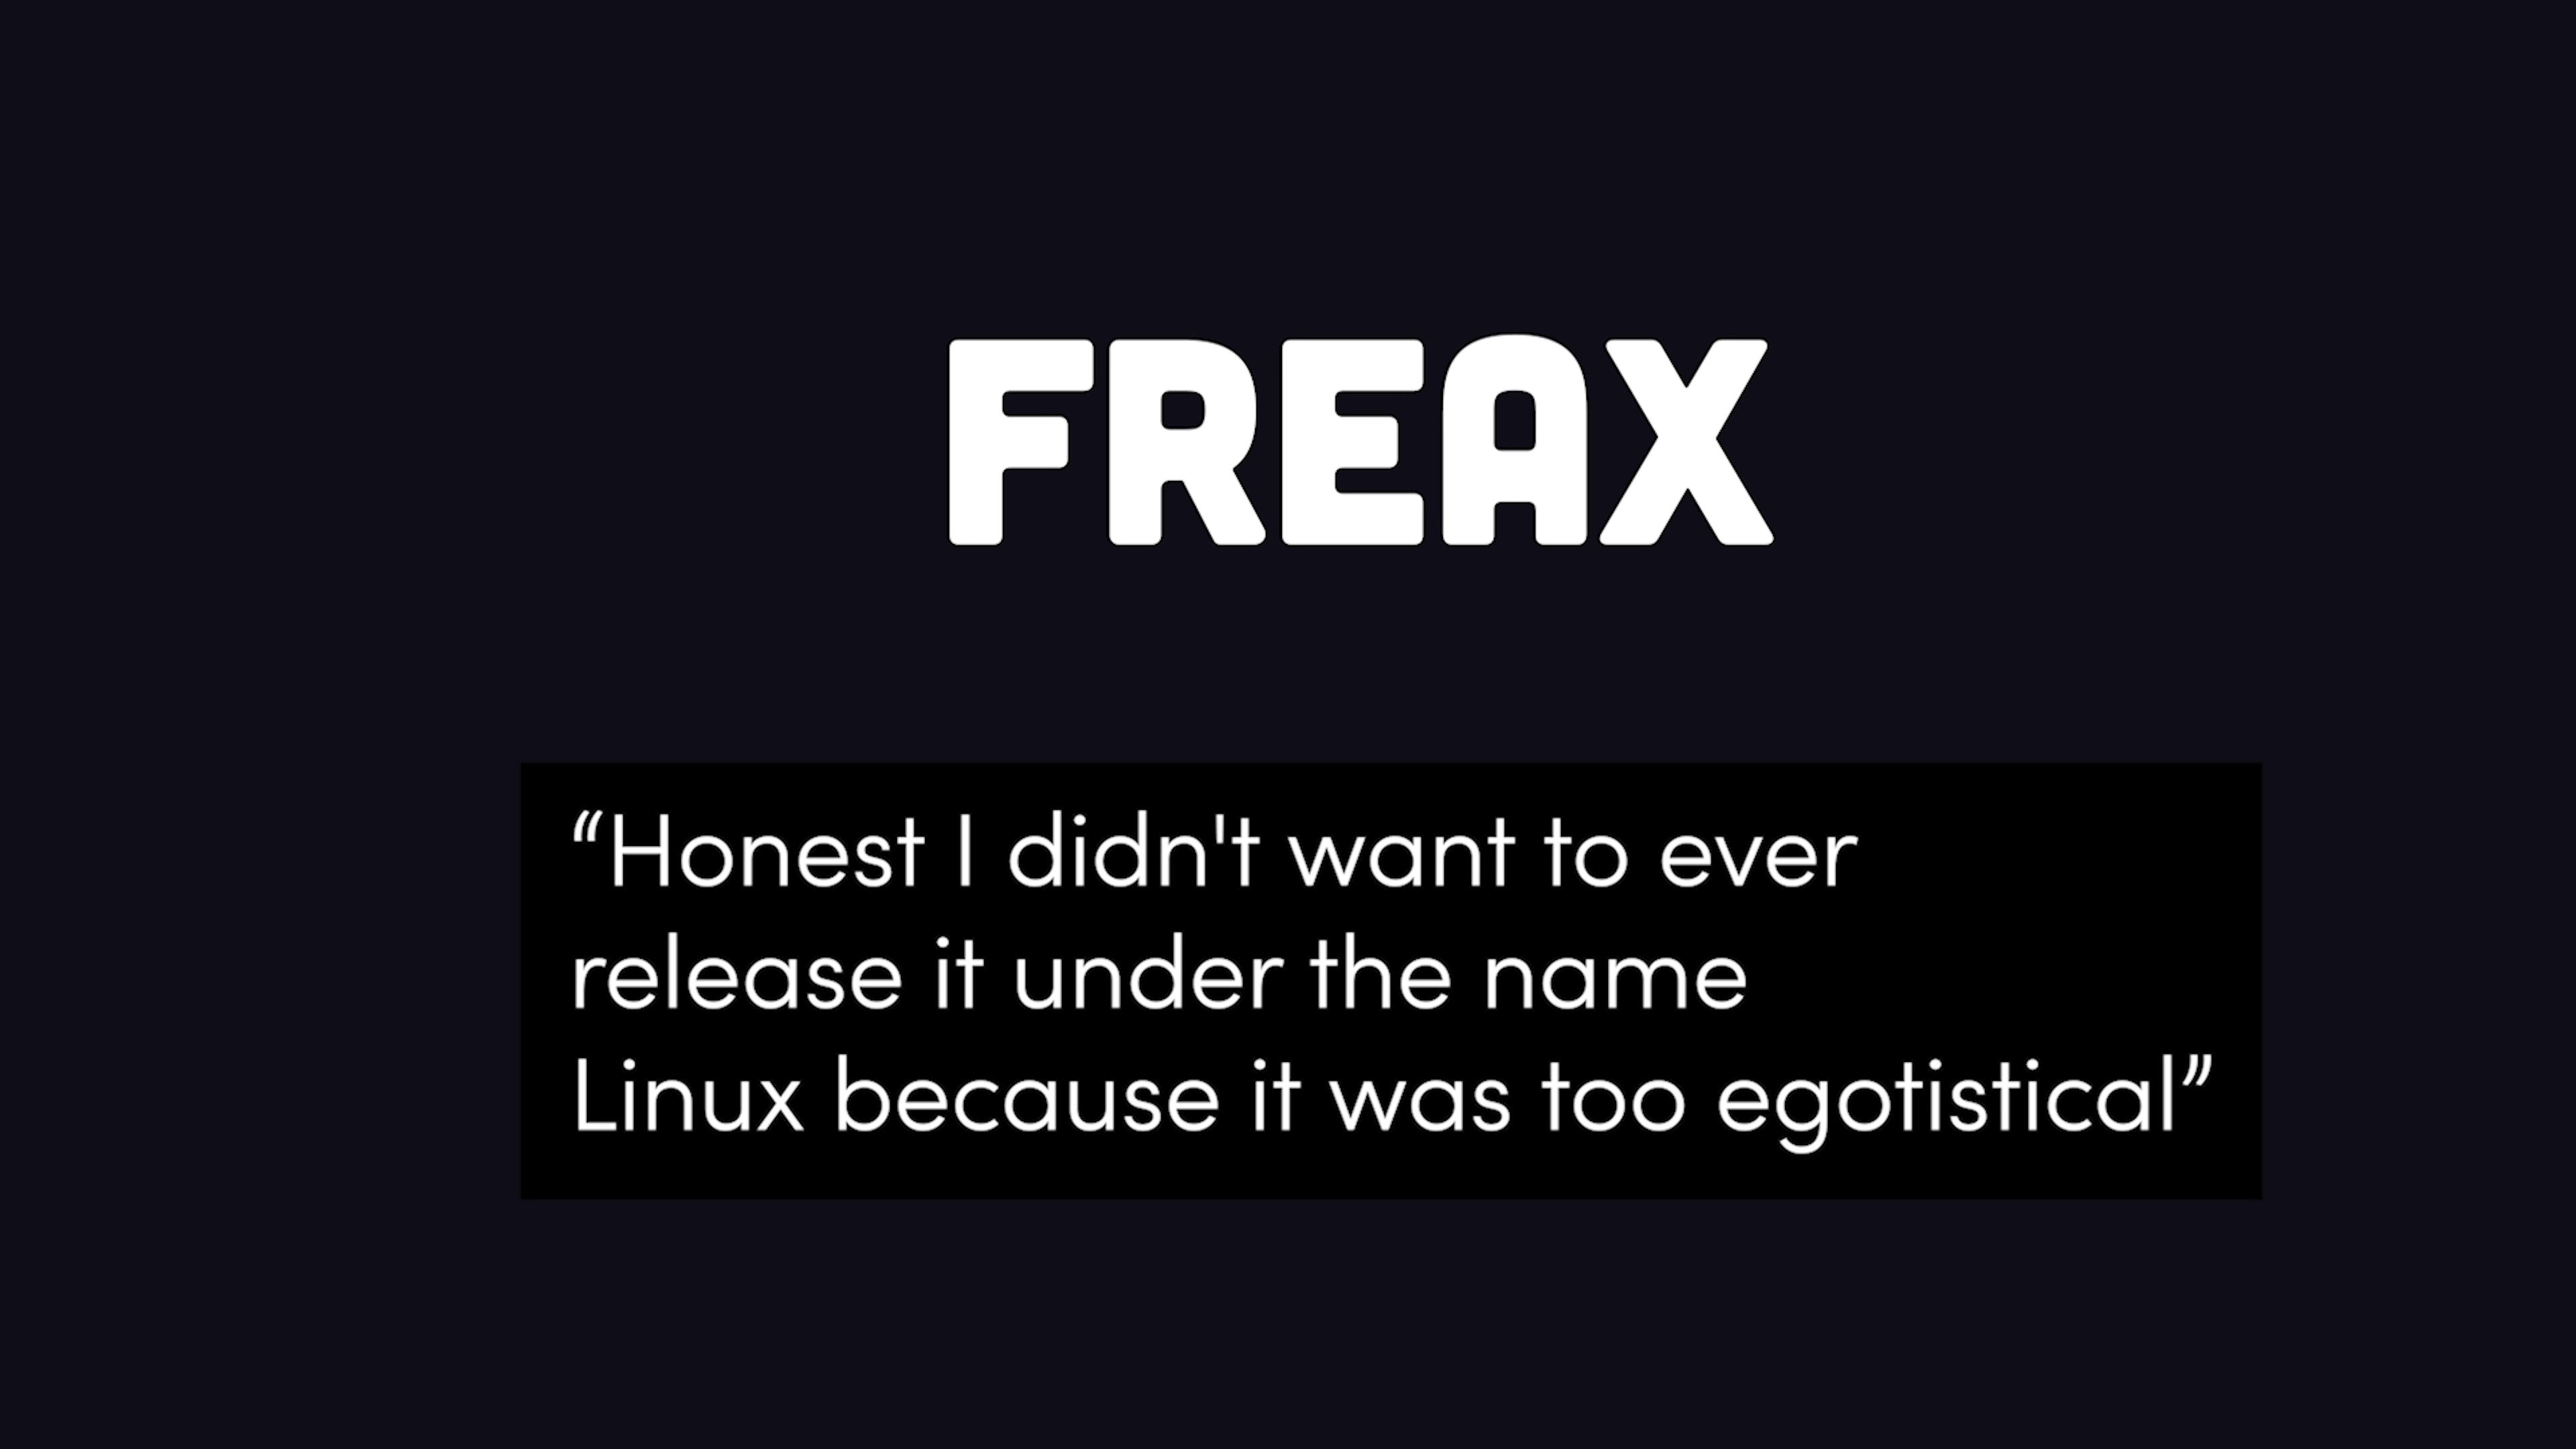 FREAX
“Honest I didn't want to ever
release it under the name
Linux because it was too egotistical”